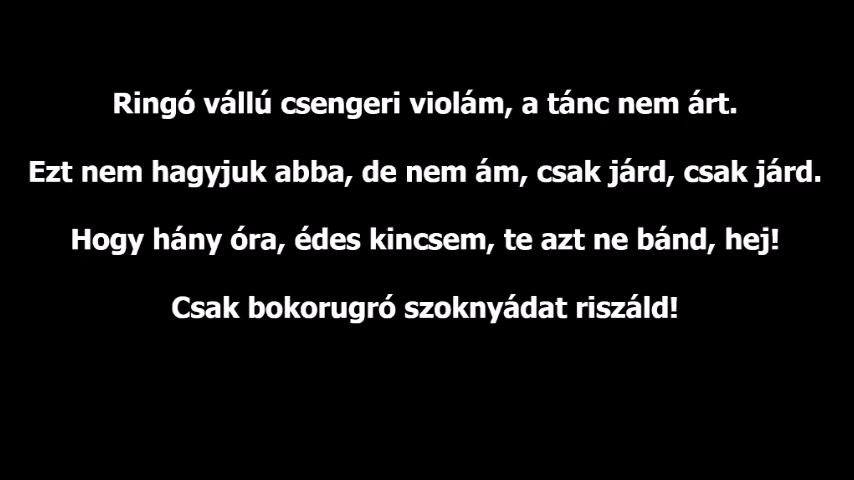 Ringó vállú csengeri violám, a tánc nem árt.
Ezt nem hagyjuk abba, de nem ám, csak járd, csak járd.
Hogy hány óra, édes kincsem, te azt ne bánd, hej!
Csak bokorugró szoknyádat riszáld!